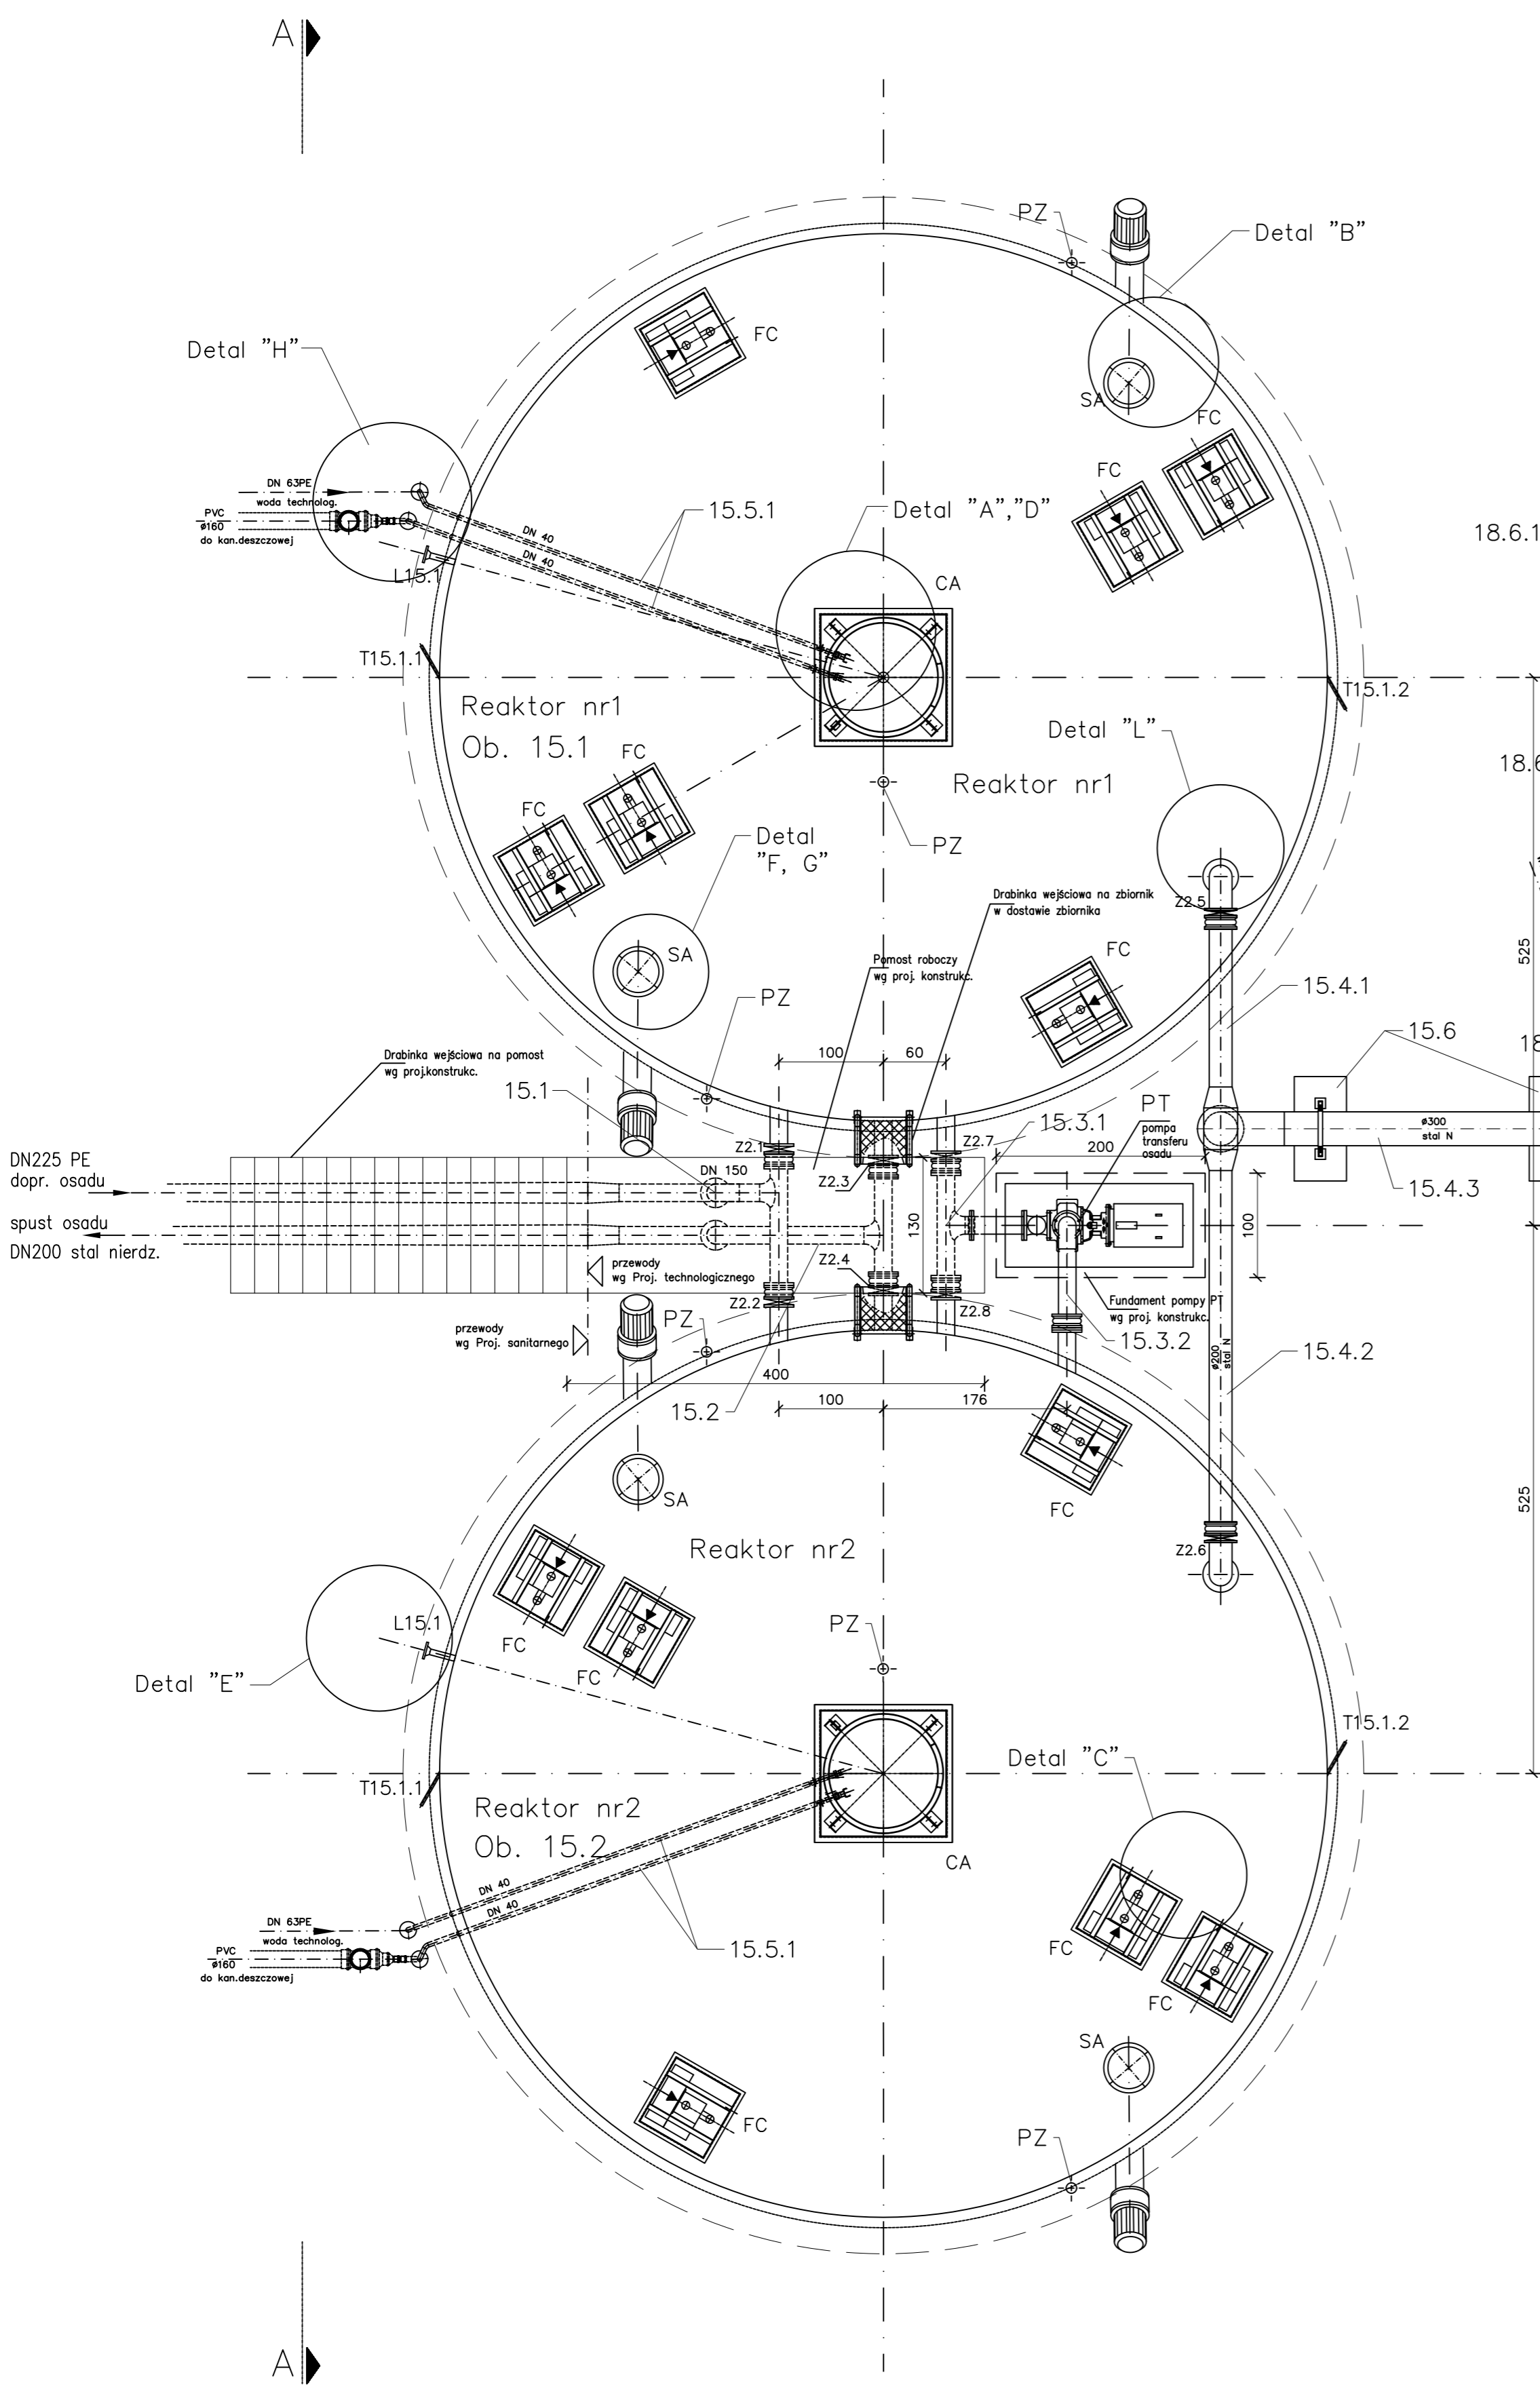 A
PZ
Detal "B"
FC
Detal "H"
SA
FC
FC
DN 63PE
woda technolog.
PVC
ø160
do kan.deszczowej
DN 40
DN 40
15.5.1
Detal "A","D"
18.6.1
L15.1
CA
T15.1.1
T15.1.2
Reaktor nr1
Ob. 15.1
FC
Detal "L"
Reaktor nr1
FC
Detal
"F, G"
PZ
Drabinka wejściowa na zbiornik
w dostawie zbiornika
Z2.5
SA
Pomost roboczy
wg proj. konstrukc.
FC
525
PZ
15.4.1
Drabinka wejściowa na pomost
wg proj.konstrukc.
100
60
15.6
15.1
15.3.1
PT
pompa
transferu
osadu
ø300
stal N
Z2.1
Z2.7
200
DN225 PE
dopr. osadu
DN 150
Z2.3
15.4.3
spust osadu
DN200 stal nierdz.
130
100
przewody
wg Proj. technologicznego
Z2.4
Z2.2
Z2.8
Fundament pompy PT
wg proj. konstrukc.
przewody
wg Proj. sanitarnego
PZ
15.3.2
ø200
stal N
15.4.2
400
15.2
100
176
SA
FC
525
Reaktor nr2
Z2.6
L15.1
FC
FC
PZ
Detal "E"
T15.1.2
Detal "C"
T15.1.1
Reaktor nr2
Ob. 15.2
CA
DN 40
DN 40
DN 63PE
woda technolog.
PVC
ø160
do kan.deszczowej
15.5.1
FC
FC
SA
FC
PZ
A